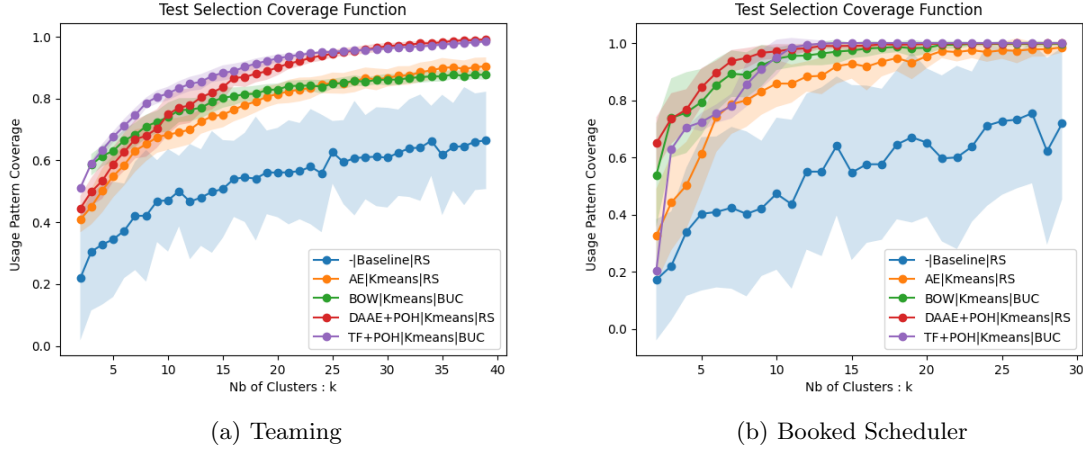 Test Selection Coverage Function
Usage Pattern Coverage
1.0
0.8
0.6
0.4
0.2
0.0
-|Baseline|RS
AE|Kmeans|RS
BOW|Kmeans|BUC
DAAE+POH|Kmeans|RS
TF+POH|Kmeans|BUC
5 10 15 20 25 30 35 40
Nb of Clusters : k
(a) Teaming
Test Selection Coverage Function
Usage Pattern Coverage
1.0
0.8
0.6
0.4
0.2
0.0
-|Baseline|RS
AE|Kmeans|RS
BOW|Kmeans|BUC
DAAE+POH|Kmeans|RS
TF+POH|Kmeans|BUC
5 10 15 20 25 30
Nb of Clusters : k
(b) Booked Scheduler